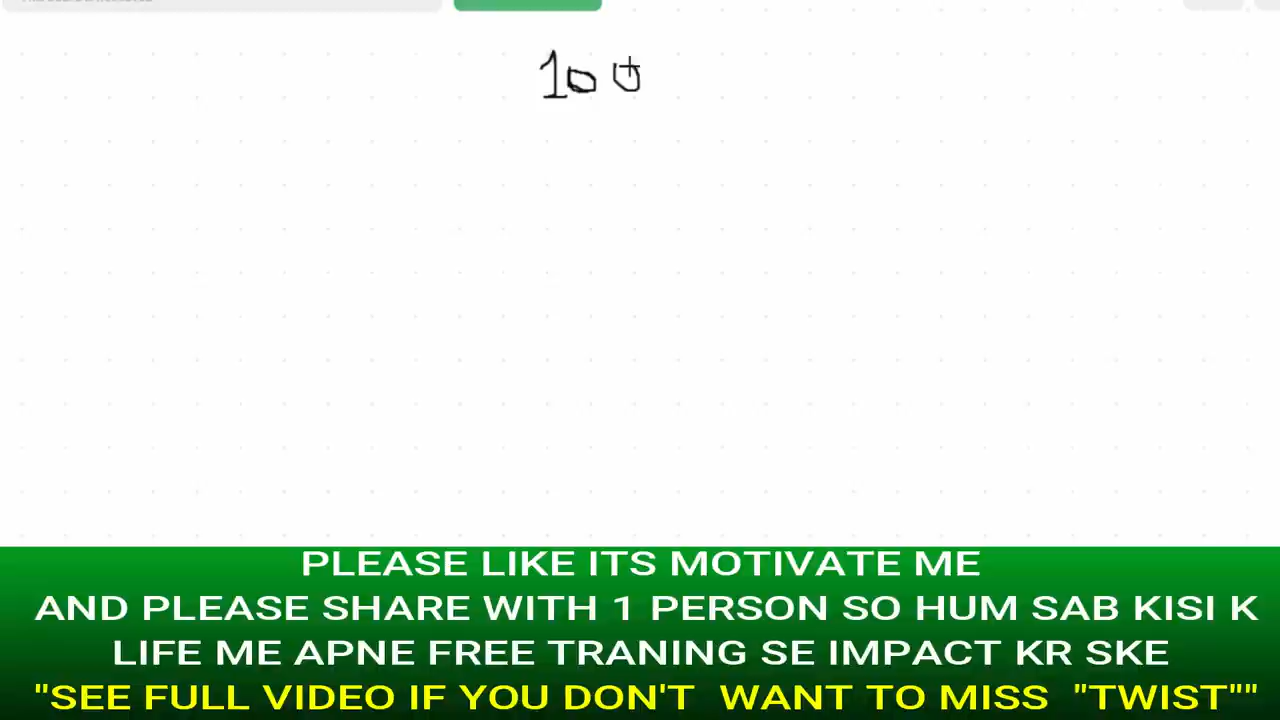 100
PLEASE LIKE ITS MOTIVATE ME
AND PLEASE SHARE WITH 1 PERSON SO HUM SAB KISI K
LIFE ME APNE FREE TRANING SE IMPACT KR SKE
"SEE FULL VIDEO IF YOU DON'T WANT TO MISS "TWIST""